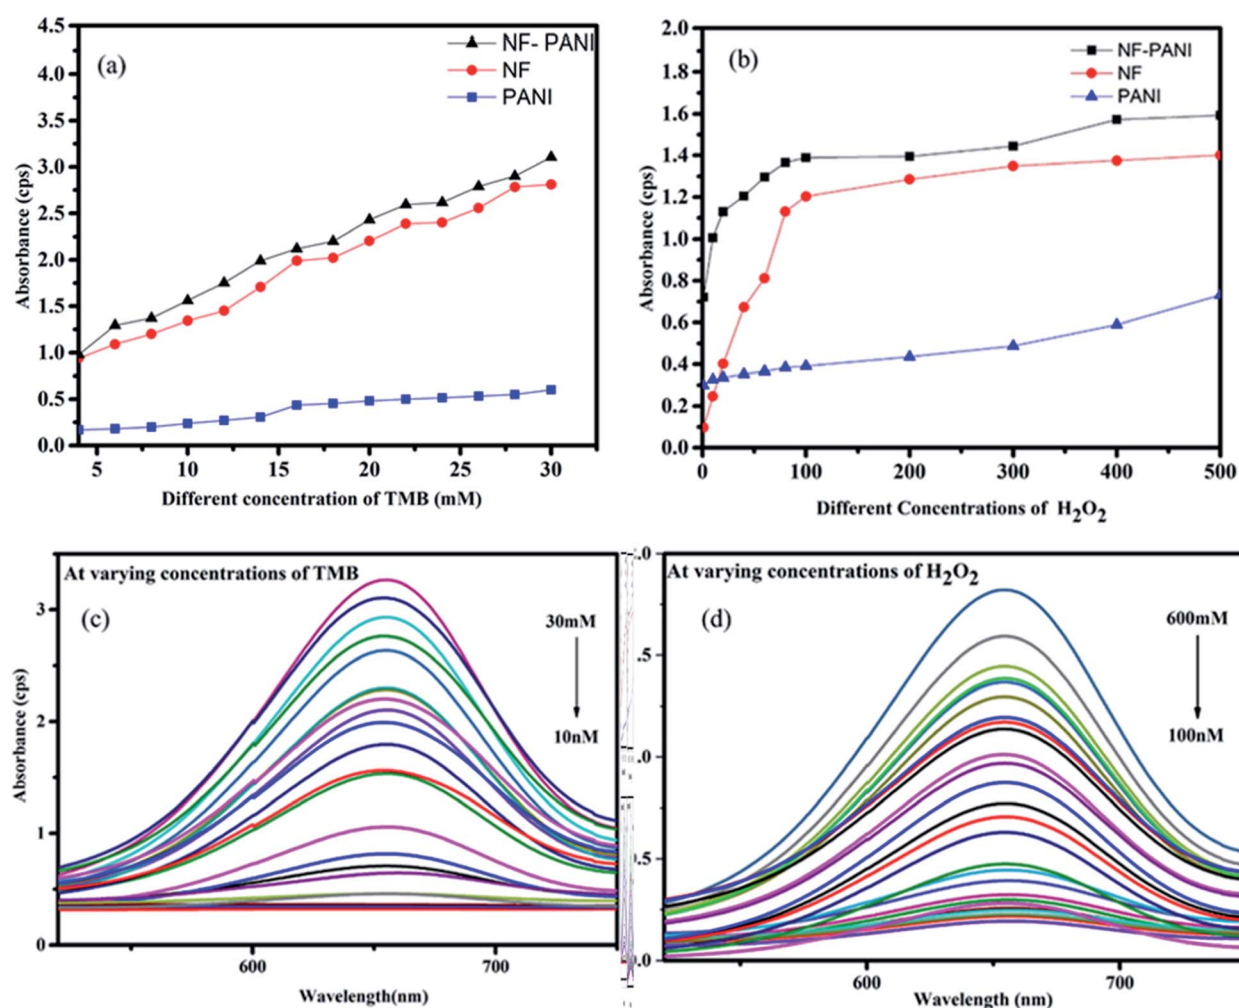 (a)
NF- PANI
NF
PANI
4.5
4.0
3.5
3.0
2.5
2.0
1.5
1.0
0.5
0.0
Absorbance (cps)
5
10
15
20
25
30
Different concentration of TMB (mM)
(b)
NF-PANI
NF
PANI
2.0
1.8
1.6
1.4
1.2
1.0
0.8
0.6
0.4
0.2
0.0
Absorbance (cps)
0
100
200
300
400
500
Different Concentrations of H₂O₂
At varying concentrations of TMB
(c)
30mM
10nM
3
2
1
0
Absorbance (cps)
600
700
Wavelength(nm)
At varying concentrations of H₂O₂
(d)
600mM
100nM
.0
.5
.0
.5
.0
600
700
Wavelength (nm)